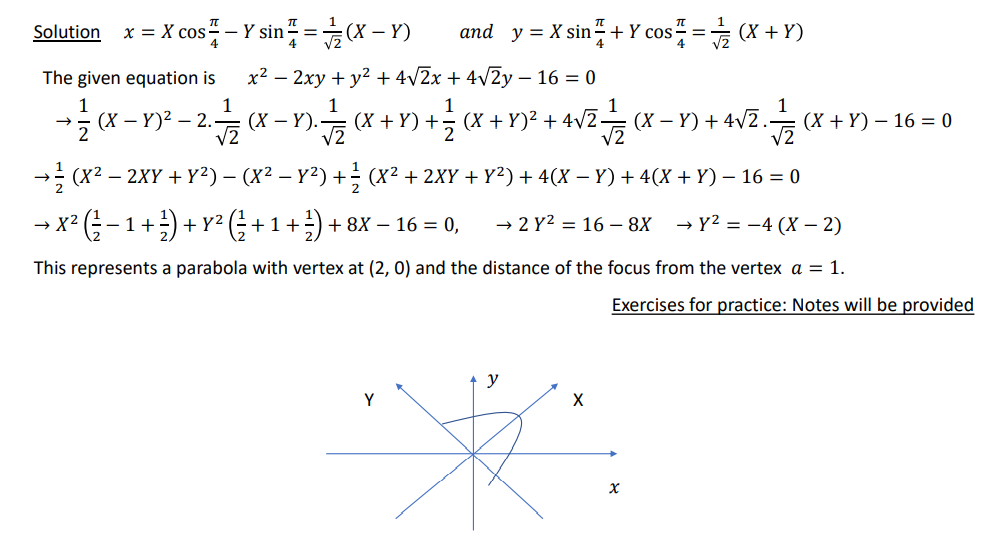 Solution x = X cos π/4 − Y sin π/4 = 1/√2 (X − Y) and y = X sin π/4 + Y cos π/4 = 1/√2 (X + Y)
The given equation is x² − 2xy + y² + 4√2x + 4√2y − 16 = 0
→ 1/2 (X − Y)² − 2. 1/√2 (X − Y). 1/√2 (X + Y) + 1/2 (X + Y)² + 4√2 1/√2 (X − Y) + 4√2 . 1/√2 (X + Y) − 16 = 0
→ 1/2 (X² − 2XY + Y²) − (X² − Y²) + 1/2 (X² + 2XY + Y²) + 4(X − Y) + 4(X + Y) − 16 = 0
→ X² (1/2 − 1 + 1/2) + Y² (1/2 + 1 + 1/2) + 8X − 16 = 0, → 2 Y² = 16 − 8X → Y² = −4 (X − 2)
This represents a parabola with vertex at (2, 0) and the distance of the focus from the vertex a = 1.
Exercises for practice: Notes will be provided
y
Y X
x